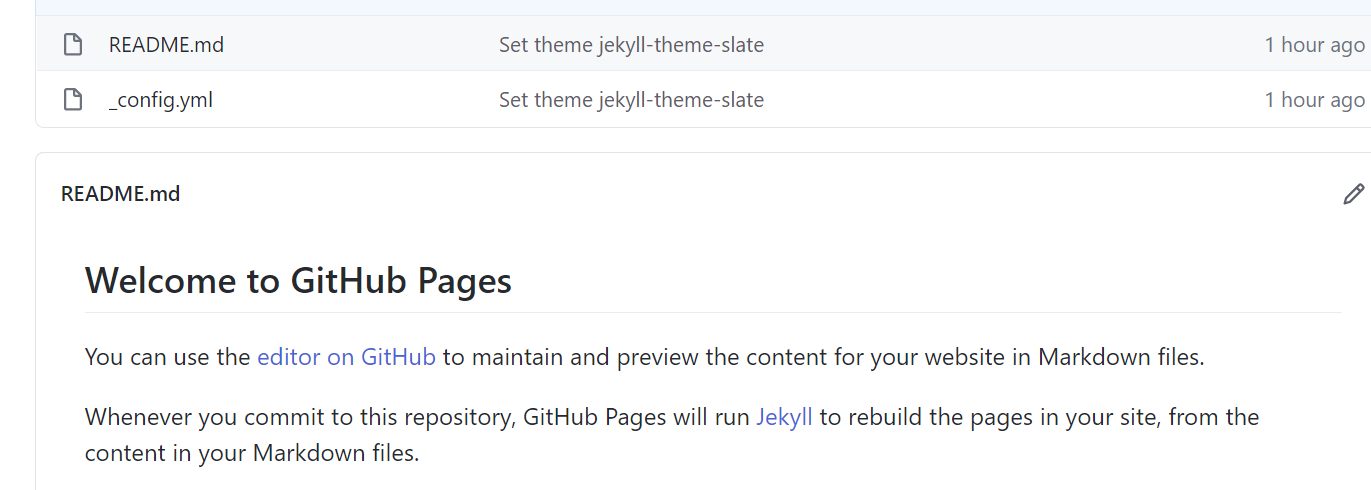 README.md Set theme jekyll-theme-slate 1 hour ago
_config.yml Set theme jekyll-theme-slate 1 hour ago
README.md
Welcome to GitHub Pages
You can use the editor on GitHub to maintain and preview the content for your website in Markdown files.
Whenever you commit to this repository, GitHub Pages will run Jekyll to rebuild the pages in your site, from the
content in your Markdown files.